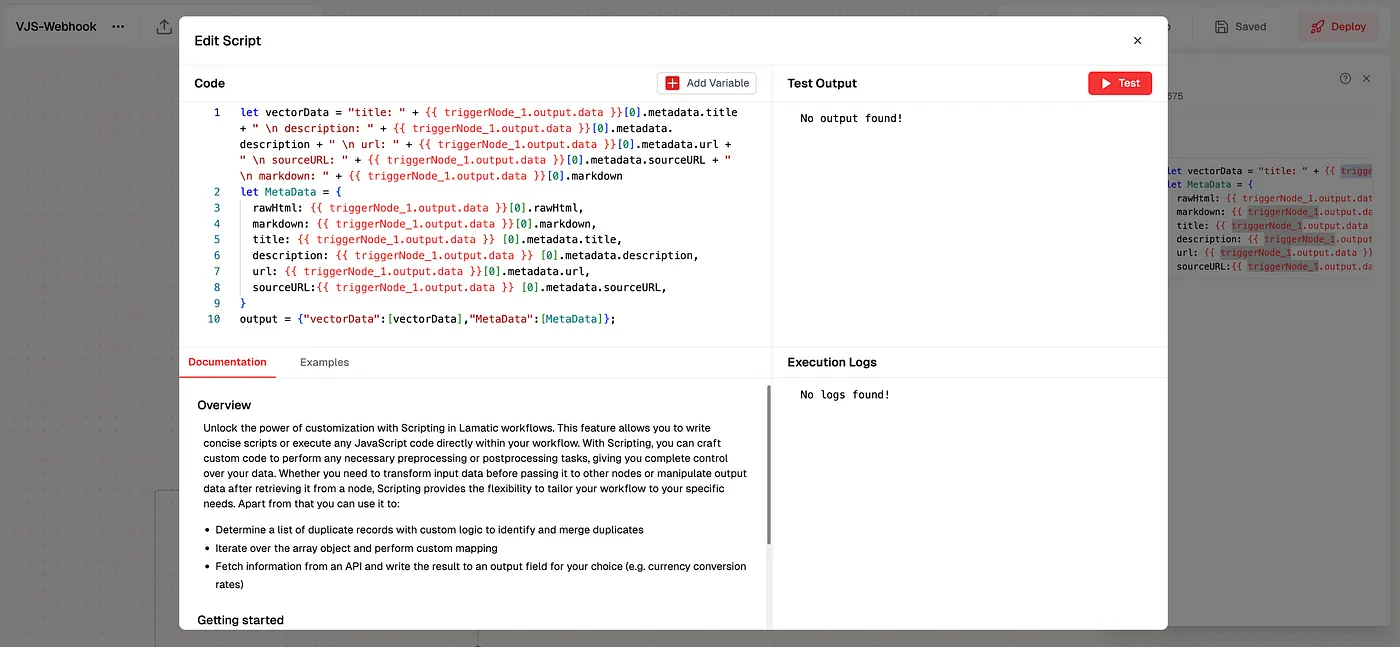 VJS-Webhook ···
Saved
Deploy
Edit Script
Code
Add Variable
1 let vectorData = "title: " + {{ triggerNode_1.output.data }}[0].metadata.title
+ " \n description: " + {{ triggerNode_1.output.data }}[0].metadata.
description + " \n url: " + {{ triggerNode_1.output.data }}[0].metadata.url +
" \n sourceURL: " + {{ triggerNode_1.output.data }}[0].metadata.sourceURL + "
\n markdown: " + {{ triggerNode_1.output.data }}[0].markdown
2 let MetaData = {
3 rawHtml: {{ triggerNode_1.output.data }}[0].rawHtml,
4 markdown: {{ triggerNode_1.output.data }}[0].markdown,
5 title: {{ triggerNode_1.output.data }} [0].metadata.title,
6 description: {{ triggerNode_1.output.data }} [0].metadata.description,
7 url: {{ triggerNode_1.output.data }}[0].metadata.url,
8 sourceURL:{{ triggerNode_1.output.data }} [0].metadata.sourceURL,
9 }
10 output = {"vectorData":[vectorData],"MetaData":[MetaData]};
Test Output
Test
No output found!
Documentation
Examples
Overview
Unlock the power of customization with Scripting in Lamatic workflows. This feature allows you to write
concise scripts or execute any JavaScript code directly within your workflow. With Scripting, you can craft
custom code to perform any necessary preprocessing or postprocessing tasks, giving you complete control
over your data. Whether you need to transform input data before passing it to other nodes or manipulate output
data after retrieving it from a node, Scripting provides the flexibility to tailor your workflow to your specific
needs. Apart from that you can use it to:
• Determine a list of duplicate records with custom logic to identify and merge duplicates
• Iterate over the array object and perform custom mapping
• Fetch information from an API and write the result to an output field for your choice (e.g. currency conversion
rates)
Getting started
Execution Logs
No logs found!
575
let vectorData = "title: " + {{ trigge
let MetaData = {
rawHtml: {{ triggerNode_1.output.dat
markdown: {{ triggerNode_1.output.da
title: {{ triggerNode_1.output.data
description: {{ triggerNode_1.output
url: {{ triggerNode_1.output.data }}
sourceURL:{{ triggerNode_1.output.da